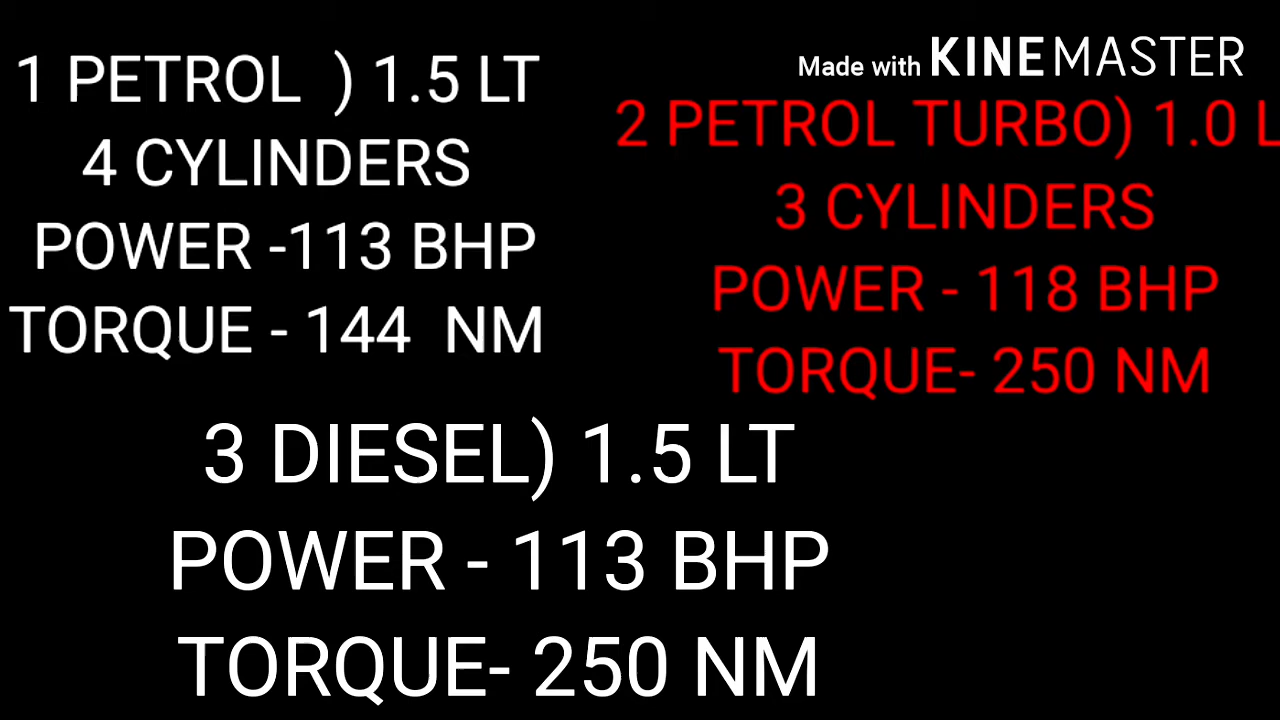 1 PETROL ) 1.5 LT
4 CYLINDERS
POWER -113 BHP
TORQUE - 144 NM
Made with KINEMASTER
2 PETROL TURBO) 1.0 L
3 CYLINDERS
POWER - 118 BHP
TORQUE- 250 NM
3 DIESEL) 1.5 LT
POWER - 113 BHP
TORQUE- 250 NM